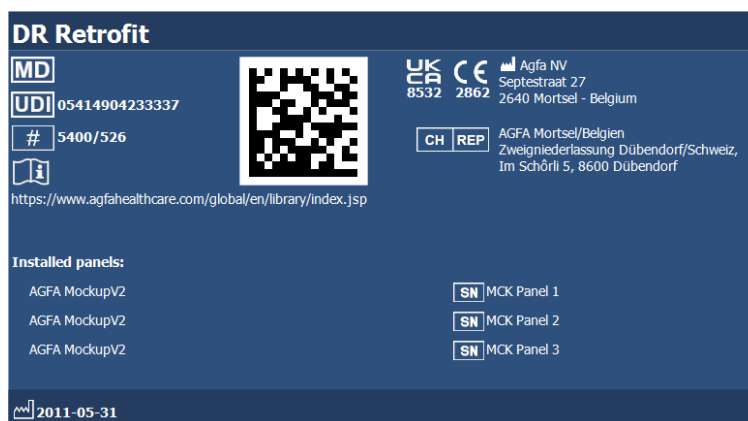 DR Retrofit
MD
UDI 05414904233337
# 5400/526
https://www.agfahealthcare.com/global/en/library/index.jsp
UK CA 8532
CE 2862
Agfa NV
Septestraat 27
2640 Mortsel - Belgium
CH REP
AGFA Mortsel/Belgien
Zweigniederlassung Dübendorf/Schweiz,
Im Schôrli 5, 8600 Dübendorf
Installed panels:
AGFA MockupV2 SN MCK Panel 1
AGFA MockupV2 SN MCK Panel 2
AGFA MockupV2 SN MCK Panel 3
2011-05-31